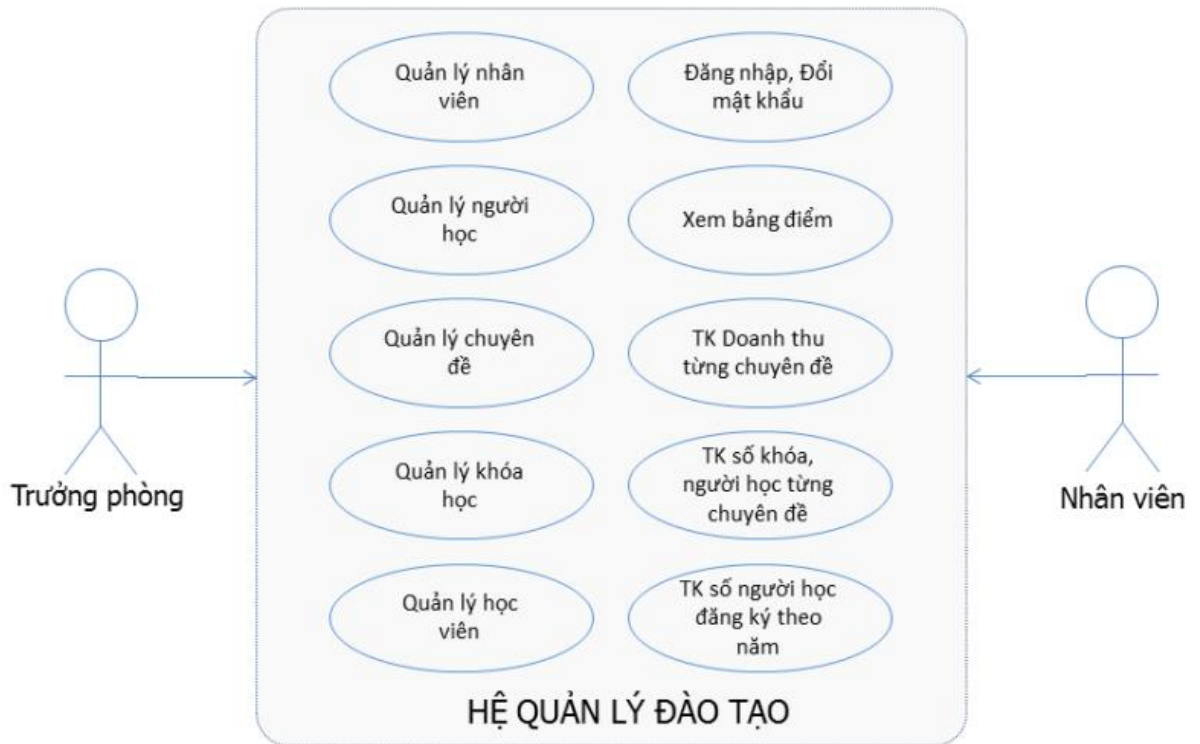 Quản lý nhân
viên
Đăng nhập, Đổi
mật khẩu
Quản lý người
học
Xem bảng điểm
Quản lý chuyên
đề
TK Doanh thu
từng chuyên đề
Quản lý khóa
học
TK số khóa,
người học từng
chuyên đề
Quản lý học
viên
TK số người học
đăng ký theo
năm
Trưởng phòng
Nhân viên
HỆ QUẢN LÝ ĐÀO TẠO